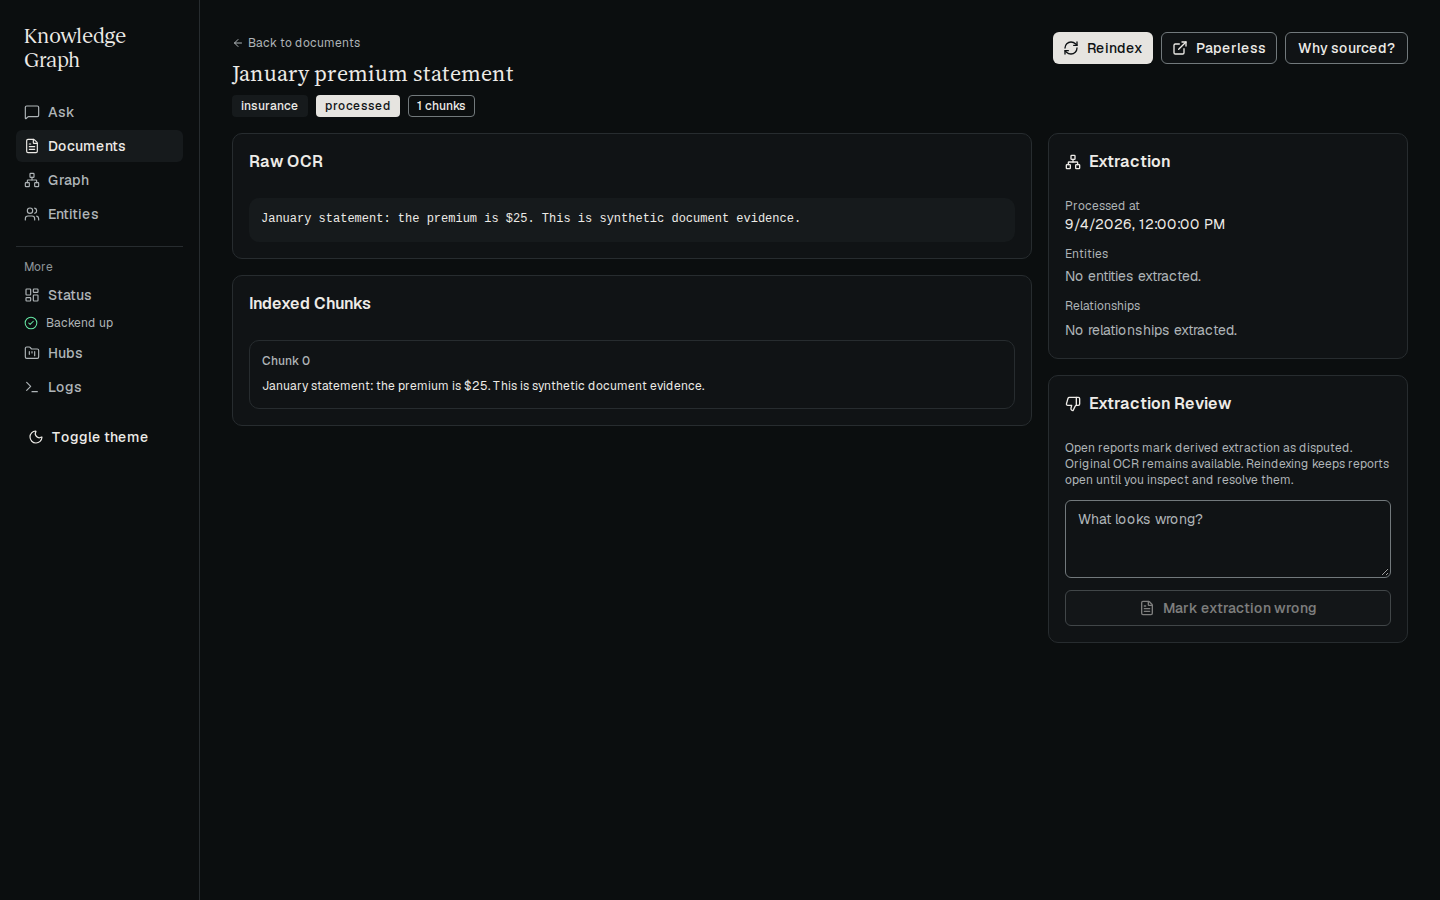 Knowledge
Graph
Ask
Documents
Graph
Entities
More
Status
Backend up
Hubs
Logs
Toggle theme
Back to documents
January premium statement
insurance
processed
1 chunks
Reindex
Paperless
Why sourced?
Raw OCR
January statement: the premium is $25. This is synthetic document evidence.
Indexed Chunks
Chunk 0
January statement: the premium is $25. This is synthetic document evidence.
Extraction
Processed at
9/4/2026, 12:00:00 PM
Entities
No entities extracted.
Relationships
No relationships extracted.
Extraction Review
Open reports mark derived extraction as disputed.
Original OCR remains available. Reindexing keeps reports
open until you inspect and resolve them.
What looks wrong?
Mark extraction wrong